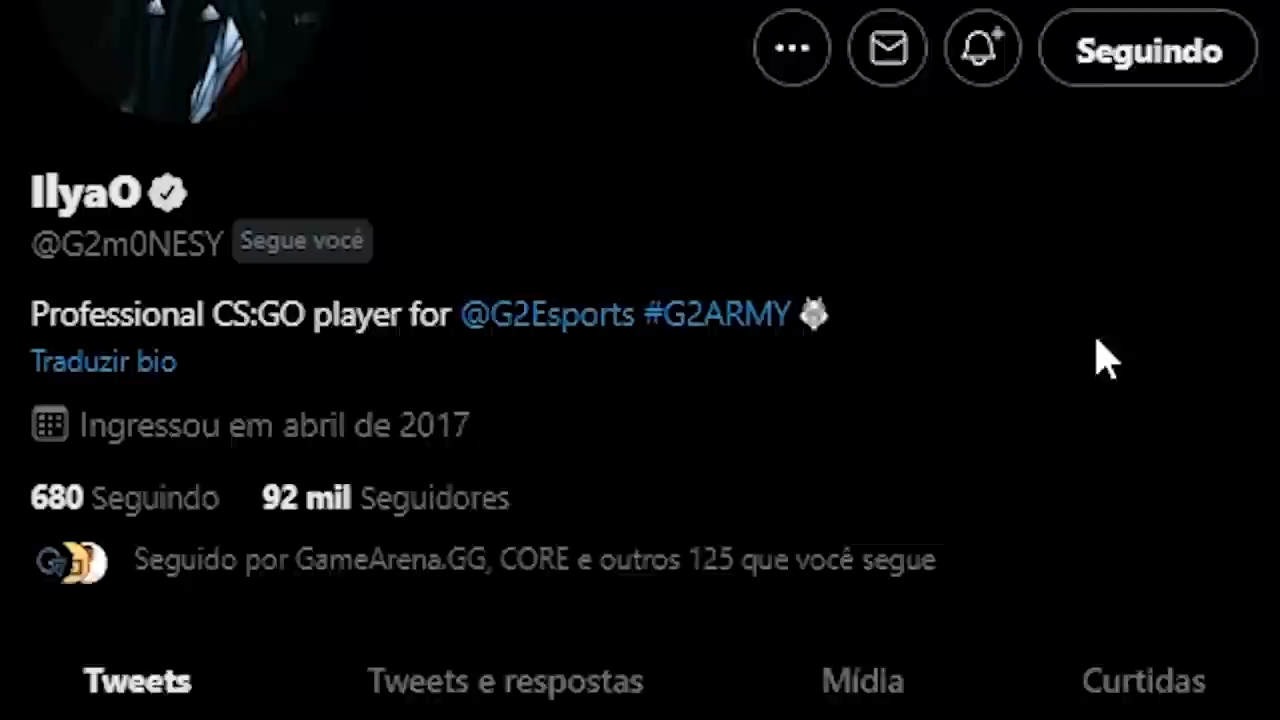 Seguindo
IlyaO
@G2m0NESY Segue você
Professional CS:GO player for @G2Esports #G2ARMY
Traduzir bio
Ingressou em abril de 2017
680 Seguindo 92 mil Seguidores
Seguido por GameArena.GG, CORE e outros 125 que você segue
Tweets Tweets e respostas Mídia Curtidas